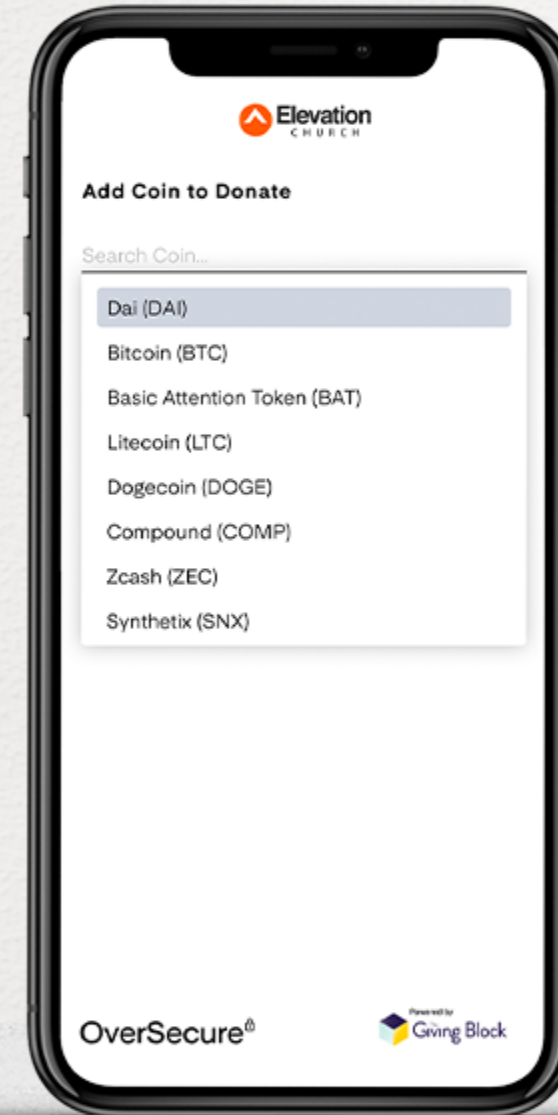 Elevation
CHURCH
Add Coin to Donate
Search Coin...
Dai (DAI)
Bitcoin (BTC)
Basic Attention Token (BAT)
Litecoin (LTC)
Dogecoin (DOGE)
Compound (COMP)
Zcash (ZEC)
Synthetix (SNX)
OverSecure
Powered by
The Giving Block